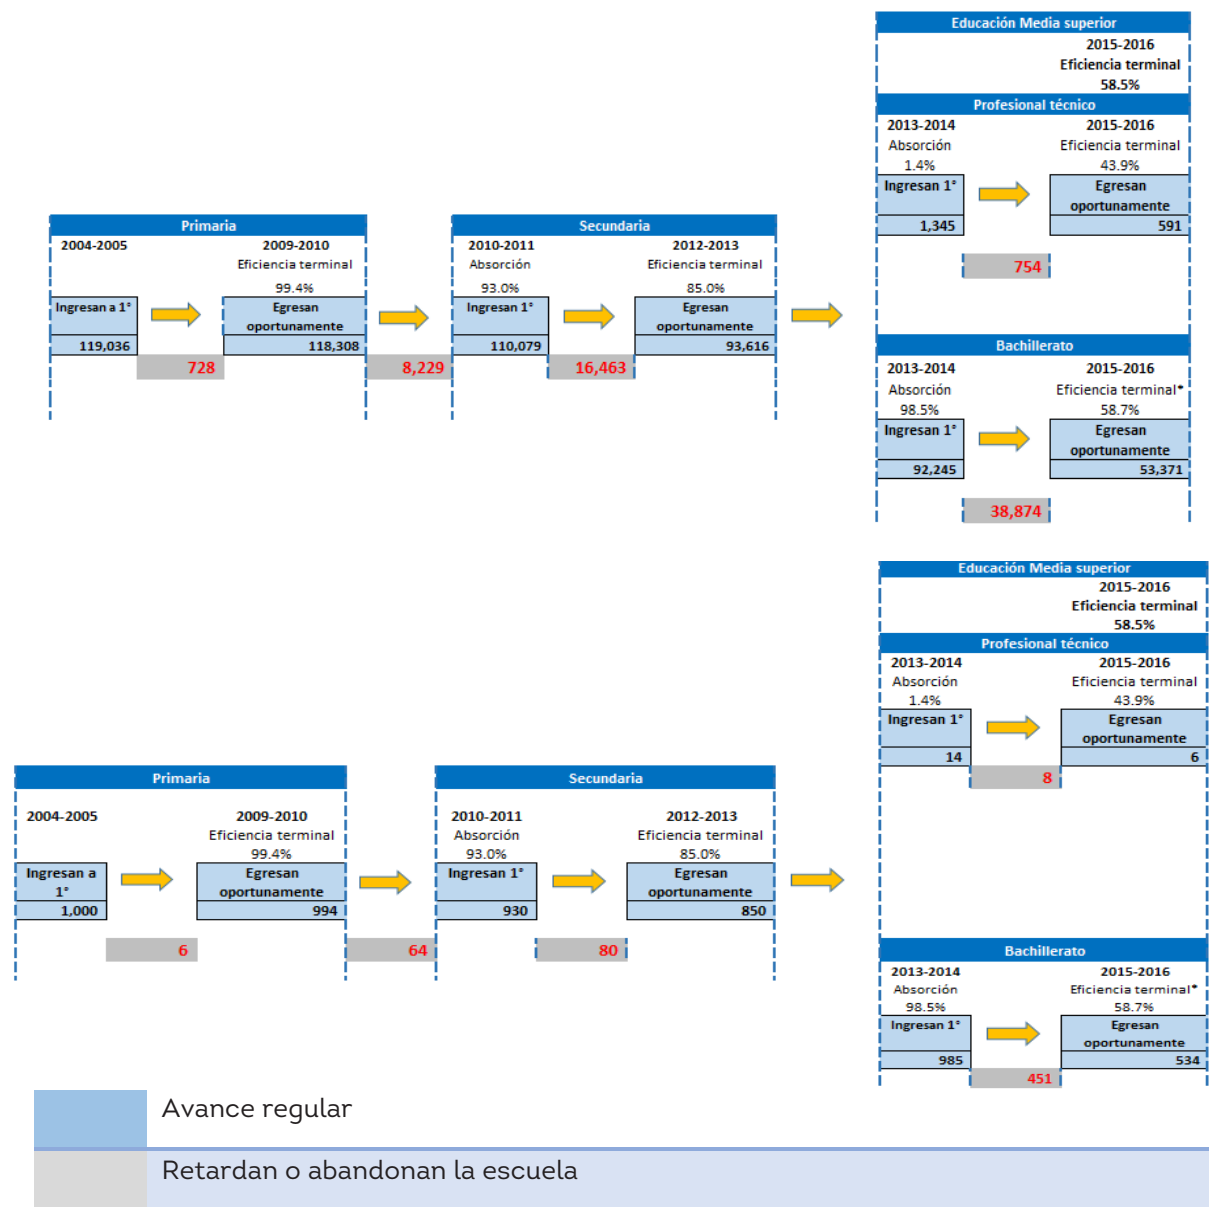 Educación Media superior
2015-2016
Eficiencia terminal
58.5%
Profesional técnico
2013-2014 2015-2016
Absorción Eficiencia terminal
1.4% 43.9%
Ingresan 1° Egresan
oportunamente
1,345 591
754
Primaria Secundaria
2004-2005 2009-2010 2010-2011 2012-2013
Eficiencia terminal Absorción Eficiencia terminal
99.4% 93.0% 85.0%
Ingresan a 1° Egresan Ingresan 1° Egresan
oportunamente oportunamente
119,036 118,308 110,079 93,616
728 8,229 16,463
Bachillerato
2013-2014 2015-2016
Absorción Eficiencia terminal*
98.5% 58.7%
Ingresan 1° Egresan
oportunamente
92,245 53,371
38,874
Educación Media superior
2015-2016
Eficiencia terminal
58.5%
Profesional técnico
2013-2014 2015-2016
Absorción Eficiencia terminal
1.4% 43.9%
Ingresan 1° Egresan
oportunamente
14 6
8
Primaria Secundaria
2004-2005 2009-2010 2010-2011 2012-2013
Eficiencia terminal Absorción Eficiencia terminal
99.4% 93.0% 85.0%
Ingresan a Egresan Ingresan 1° Egresan
1° oportunamente oportunamente
1,000 994 930 850
6 64 80
Bachillerato
2013-2014 2015-2016
Absorción Eficiencia terminal*
98.5% 58.7%
Ingresan 1° Egresan
oportunamente
985 534
451
Avance regular
Retardan o abandonan la escuela